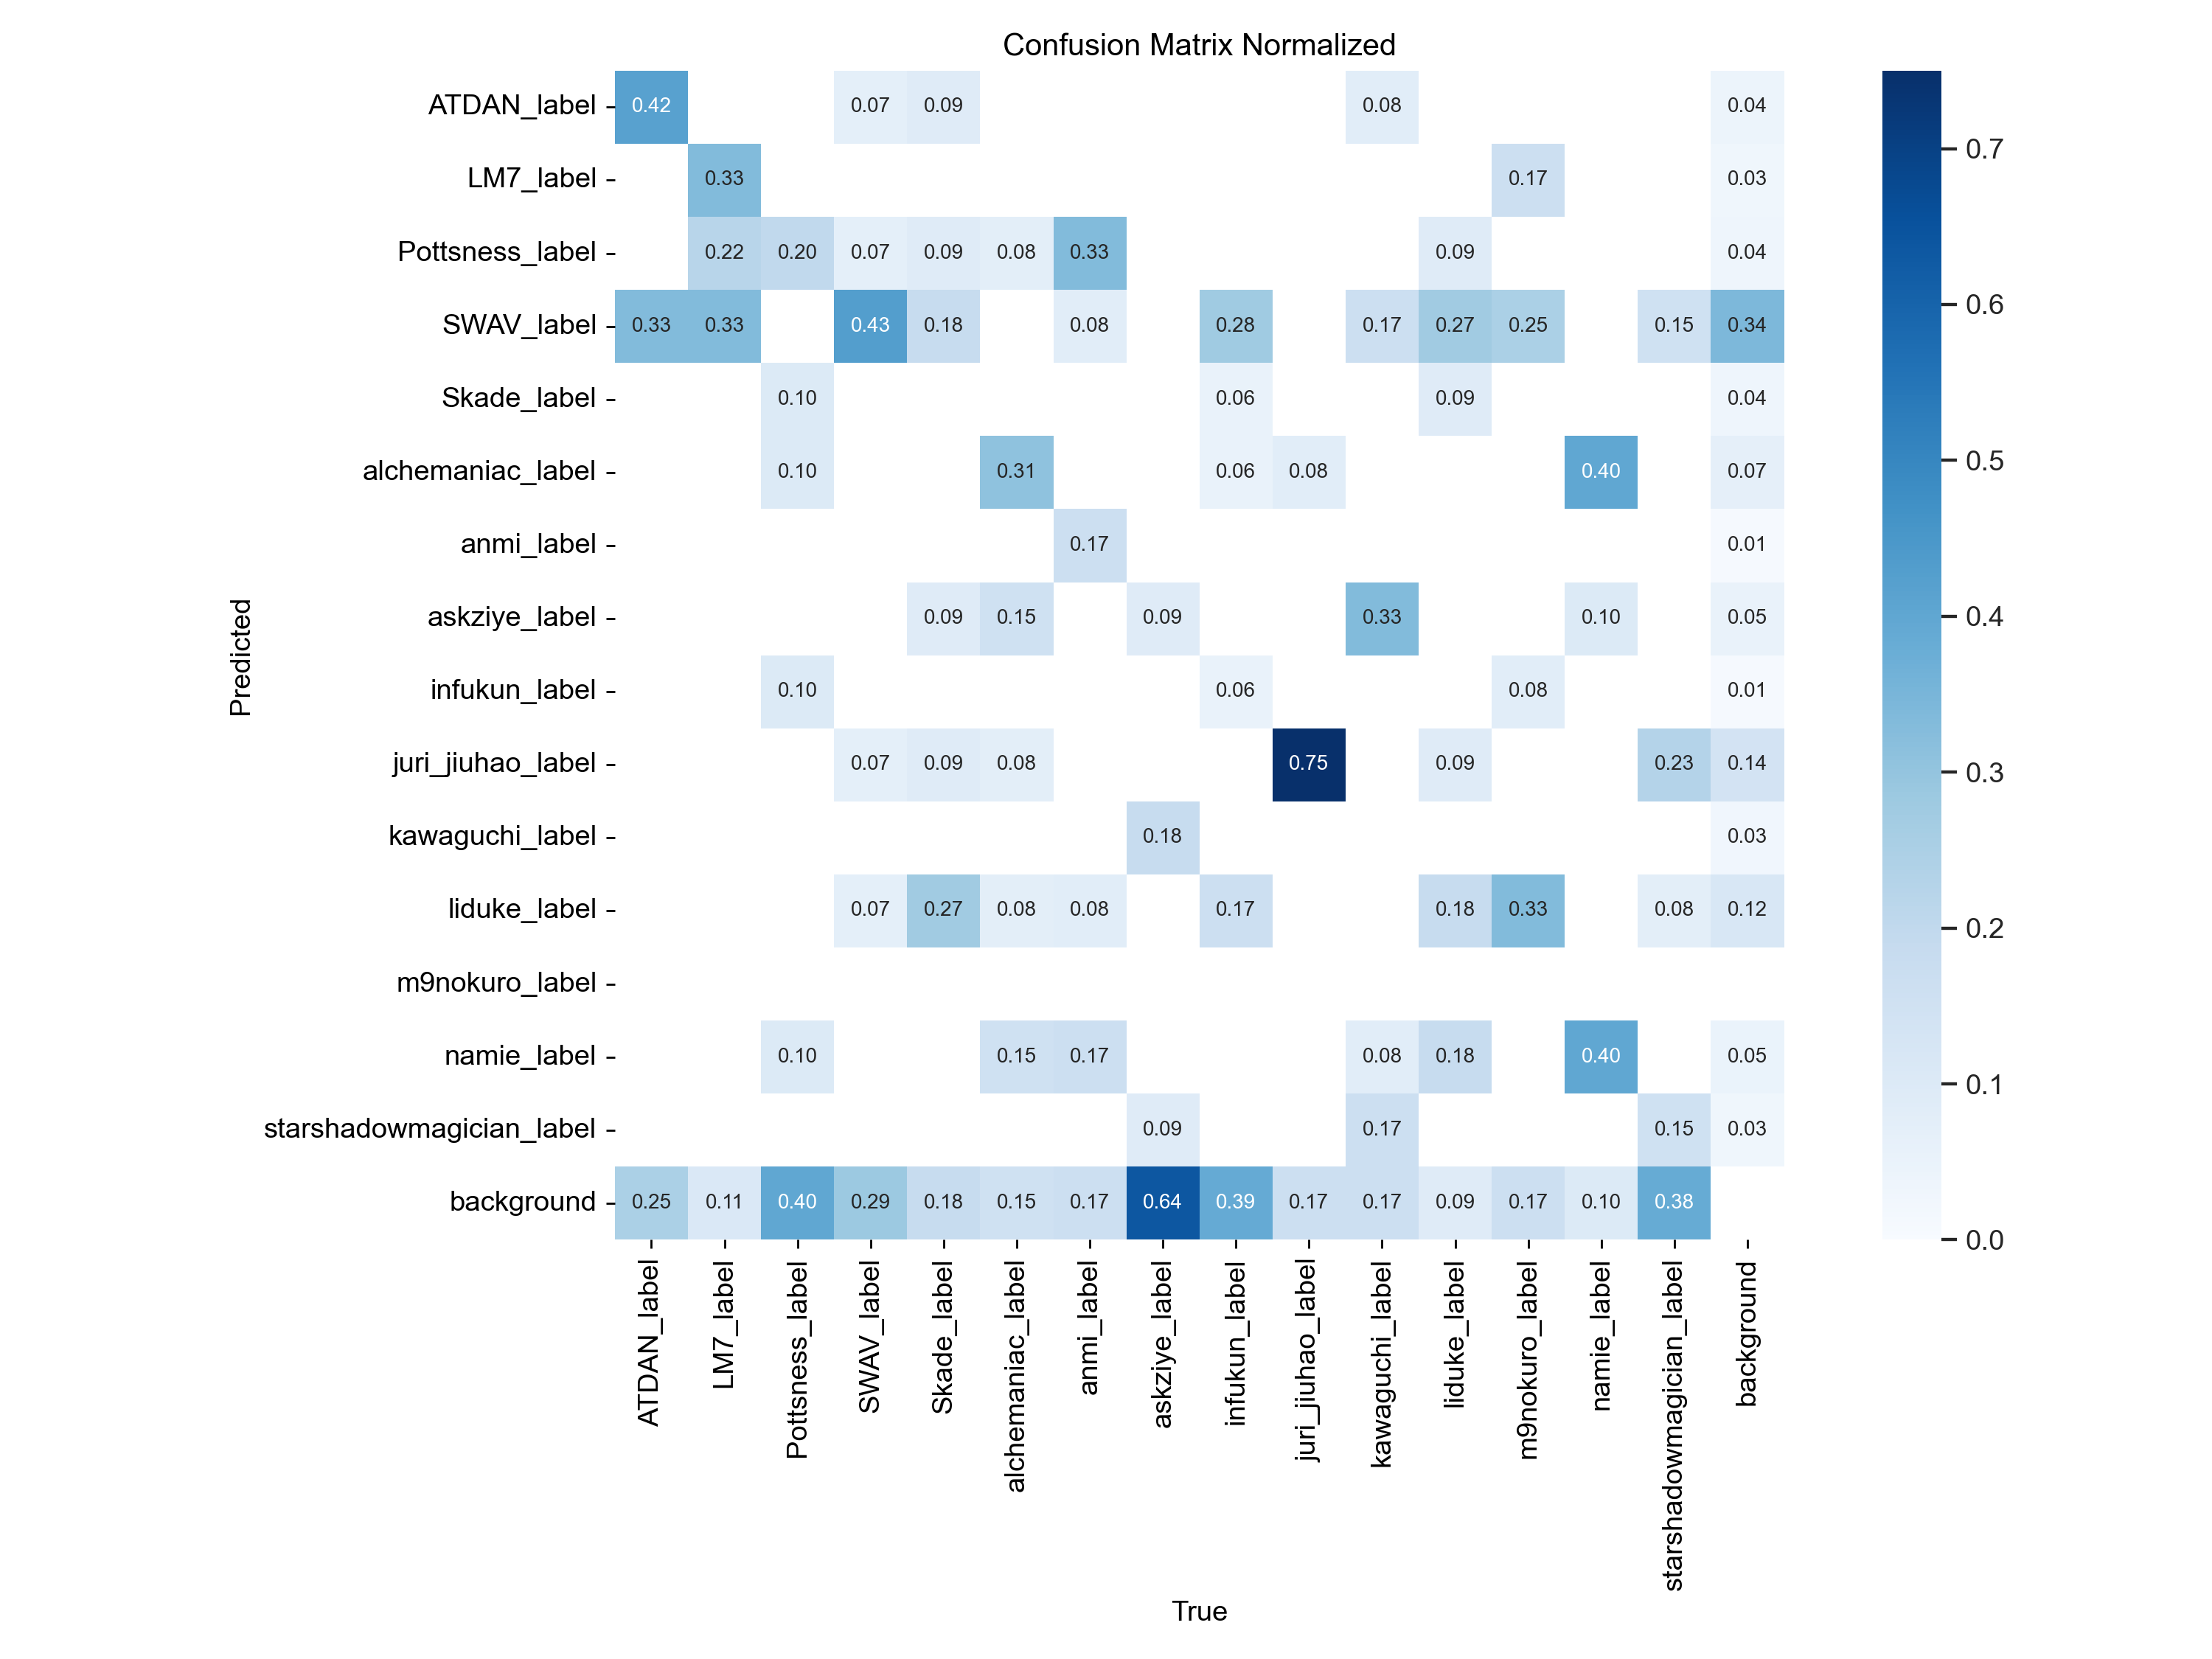 Confusion Matrix Normalized
ATDAN_label 0.42 0.07 0.09 0.08 0.04
LM7_label 0.33 0.17 0.03
Pottsness_label 0.22 0.20 0.07 0.09 0.08 0.33 0.09 0.04
SWAV_label 0.33 0.33 0.43 0.18 0.08 0.28 0.17 0.27 0.25 0.15 0.34
Skade_label 0.10 0.06 0.09 0.04
alchemaniac_label 0.10 0.31 0.06 0.08 0.40 0.07
anmi_label 0.17 0.01
askziye_label 0.09 0.15 0.09 0.33 0.10 0.05
infukun_label 0.10 0.06 0.08 0.01
juri_jiuhao_label 0.07 0.09 0.08 0.75 0.09 0.23 0.14
kawaguchi_label 0.18 0.03
liduke_label 0.07 0.27 0.08 0.08 0.17 0.18 0.33 0.08 0.12
m9nokuro_label
namie_label 0.10 0.15 0.17 0.08 0.18 0.40 0.05
starshadowmagician_label 0.09 0.17 0.15 0.03
background 0.25 0.11 0.40 0.29 0.18 0.15 0.17 0.64 0.39 0.17 0.17 0.09 0.17 0.10 0.38
Predicted
ATDAN_label
LM7_label
Pottsness_label
SWAV_label
Skade_label
alchemaniac_label
anmi_label
askziye_label
infukun_label
juri_jiuhao_label
kawaguchi_label
liduke_label
m9nokuro_label
namie_label
starshadowmagician_label
background
True
0.7
0.6
0.5
0.4
0.3
0.2
0.1
0.0